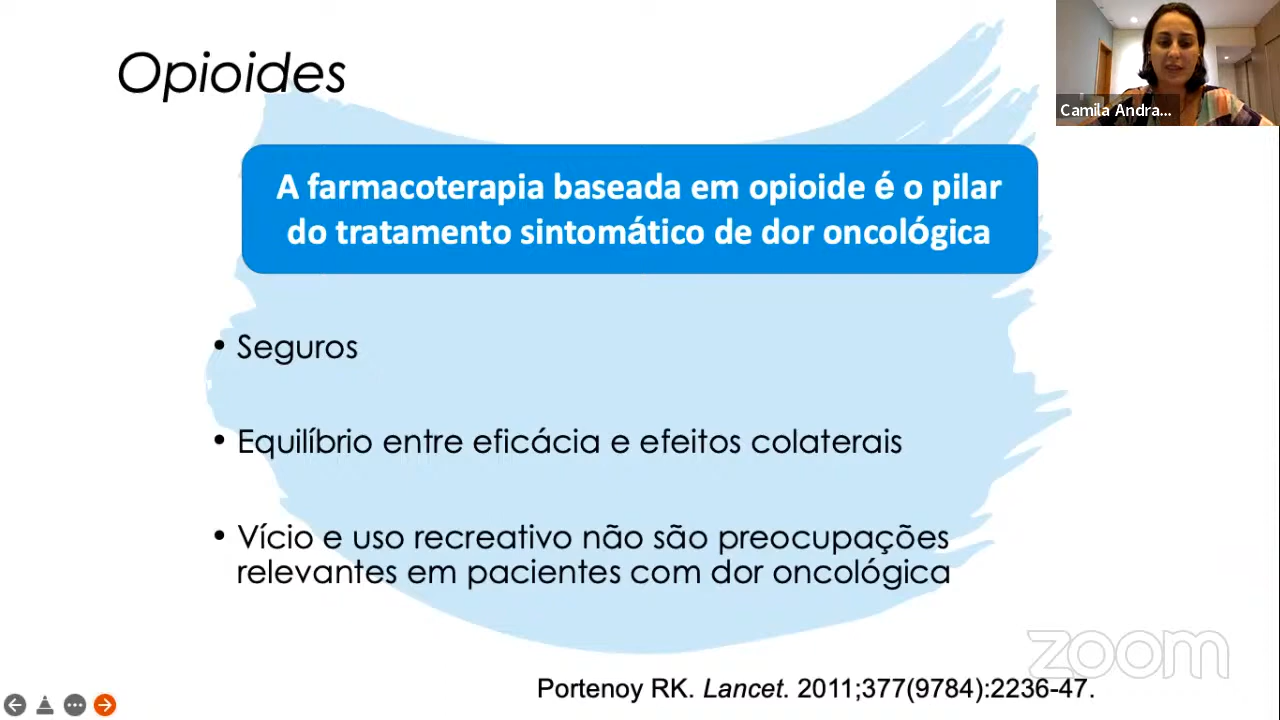 Opioides
Camila Andra...
A farmacoterapia baseada em opioide é o pilar
do tratamento sintomático de dor oncológica
• Seguros
• Equilíbrio entre eficácia e efeitos colaterais
• Vício e uso recreativo não são preocupações
relevantes em pacientes com dor oncológica
zoom
Portenoy RK. Lancet. 2011;377(9784):2236-47.